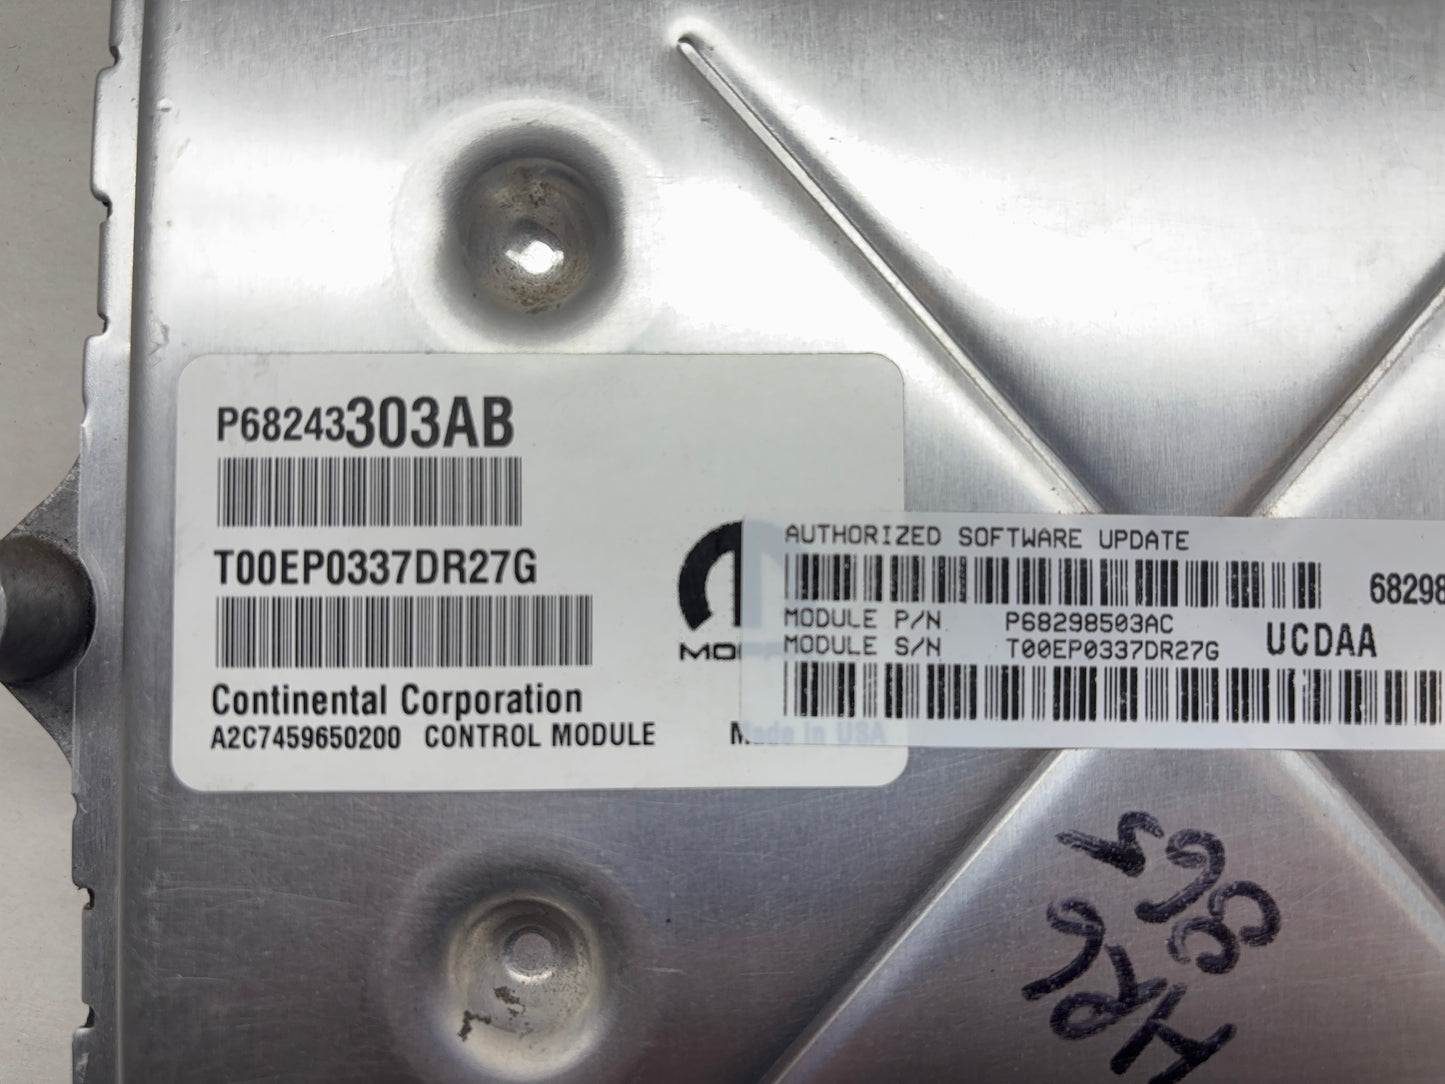 P68243303AB
T00EP0337DR27G
Continental Corporation
A2C7459650200 CONTROL MODULE
Made in USA
AUTHORIZED SOFTWARE UPDATE
68298
MODULE P/N P68298503AC
MODULE S/N T00EP0337DR27G
UCDAA